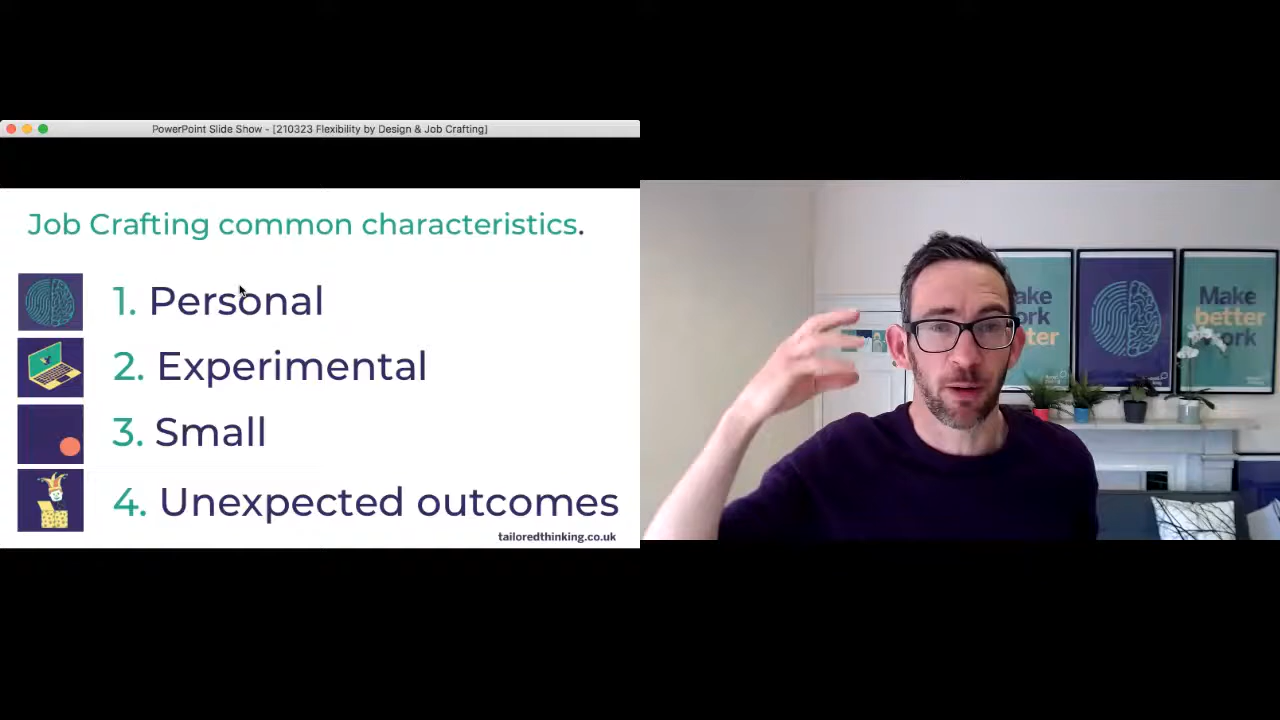 PowerPoint Slide Show - [210323 Flexibility by Design & Job Crafting]
Job Crafting common characteristics.
1. Personal
2. Experimental
3. Small
4. Unexpected outcomes
tailoredthinking.co.uk
Make
better
work